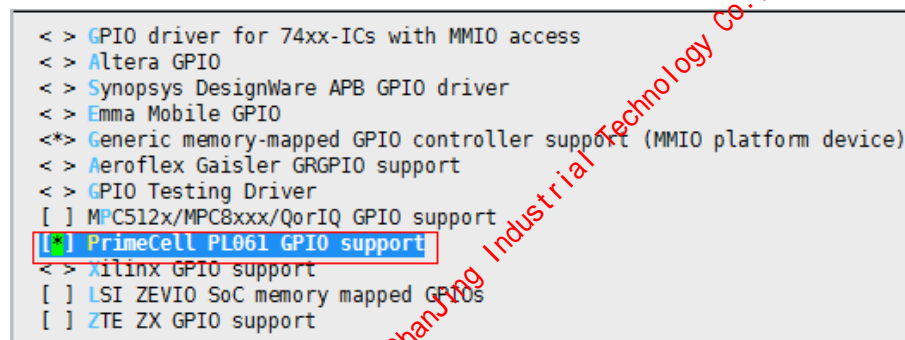 < > GPIO driver for 74xx-ICs with MMIO access
< > Altera GPIO
< > Synopsys DesignWare APB GPIO driver
< > Emma Mobile GPIO
<*> Generic memory-mapped GPIO controller support (MMIO platform device)
< > Aeroflex Gaisler GRGPIO support
< > GPIO Testing Driver
[ ] MPC512x/MPC8xxx/QorIQ GPIO support
[*] PrimeCell PL061 GPIO support
< > Xilinx GPIO support
[ ] LSI ZEVIO SoC memory mapped GPIOs
[ ] ZTE ZX GPIO support
Industrial Technology Co.